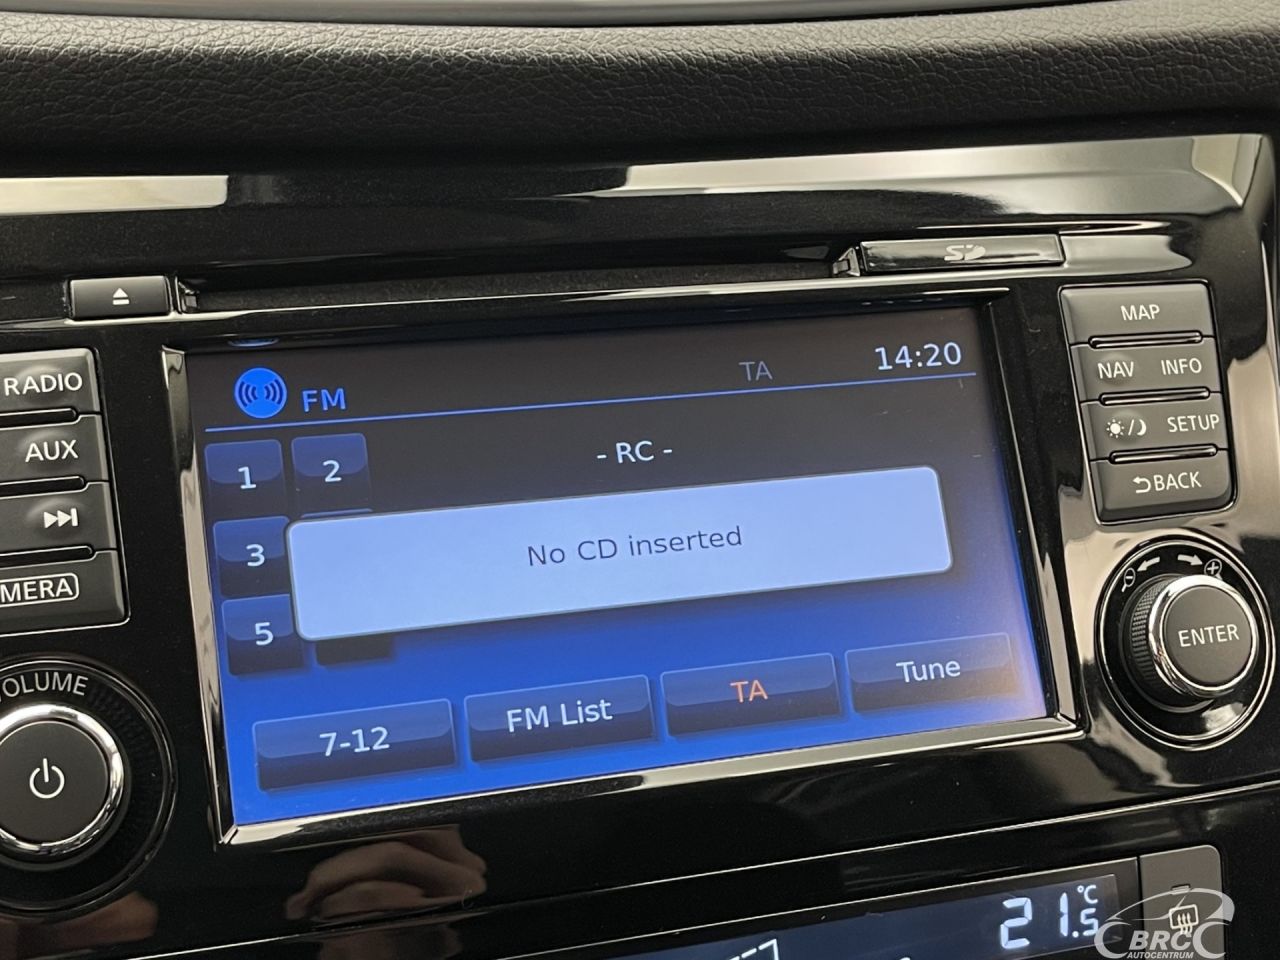 SD
MAP
RADIO
FM
TA
14:20
NAV INFO
AUX
1
2
- RC -
SETUP
BACK
3
No CD inserted
MERA
5
ENTER
OLUME
7-12
FM List
TA
Tune
21.5
°C
BRC
AUTOCENTRUM